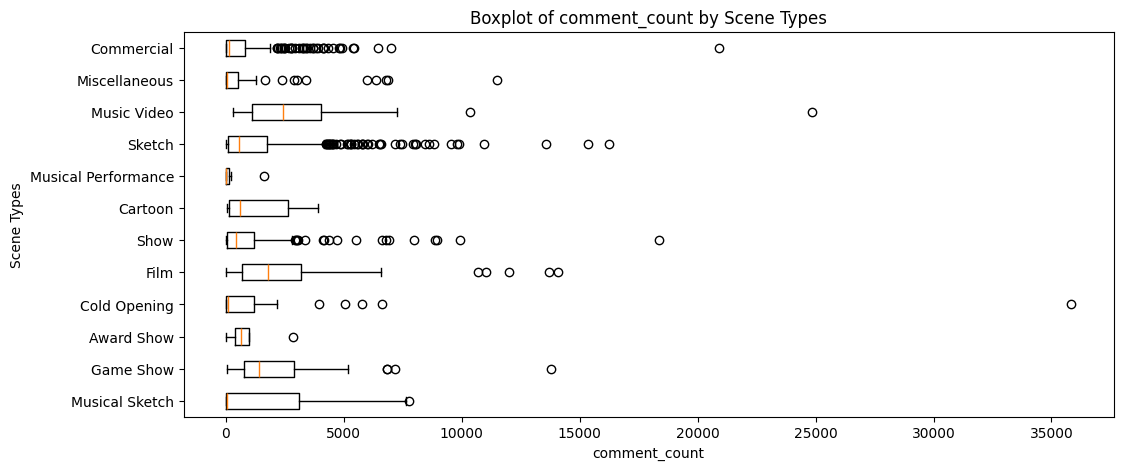 Boxplot of comment_count by Scene Types
Commercial
Miscellaneous
Music Video
Sketch
Musical Performance
Cartoon
Show
Film
Cold Opening
Award Show
Game Show
Musical Sketch
Scene Types
0 5000 10000 15000 20000 25000 30000 35000
comment_count